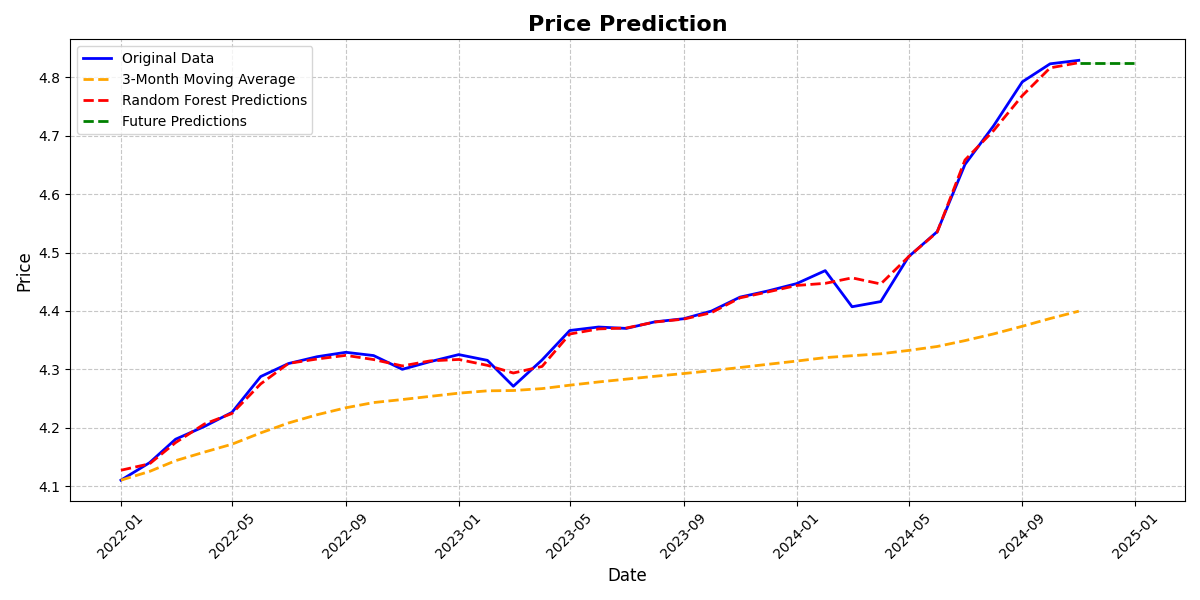 Price Prediction
Original Data
3-Month Moving Average
Random Forest Predictions
Future Predictions
Price
4.8
4.7
4.6
4.5
4.4
4.3
4.2
4.1
2022-01
2022-05
2022-09
2023-01
2023-05
2023-09
2024-01
2024-05
2024-09
2025-01
Date